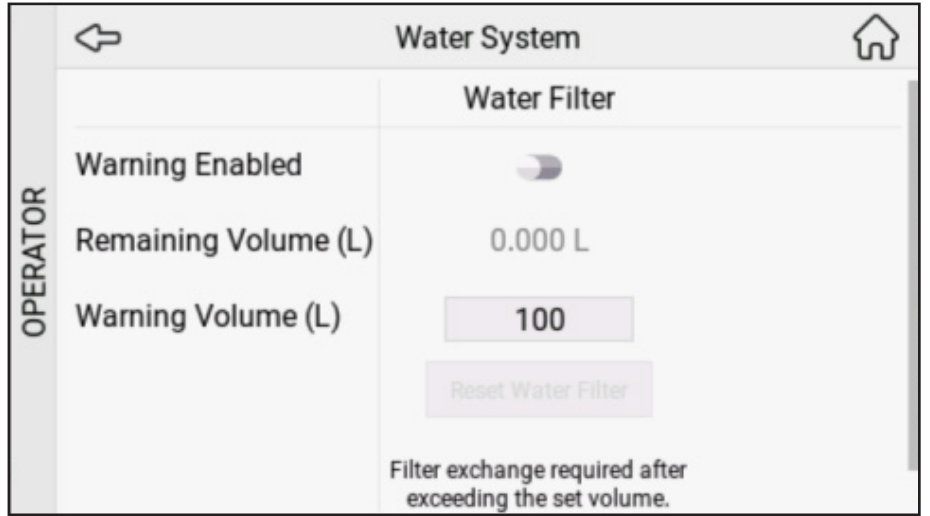 OPERATOR
Water System
Water Filter
Warning Enabled
Remaining Volume (L) 0.000 L
Warning Volume (L) 100
Reset Water Filter
Filter exchange required after
exceeding the set volume.